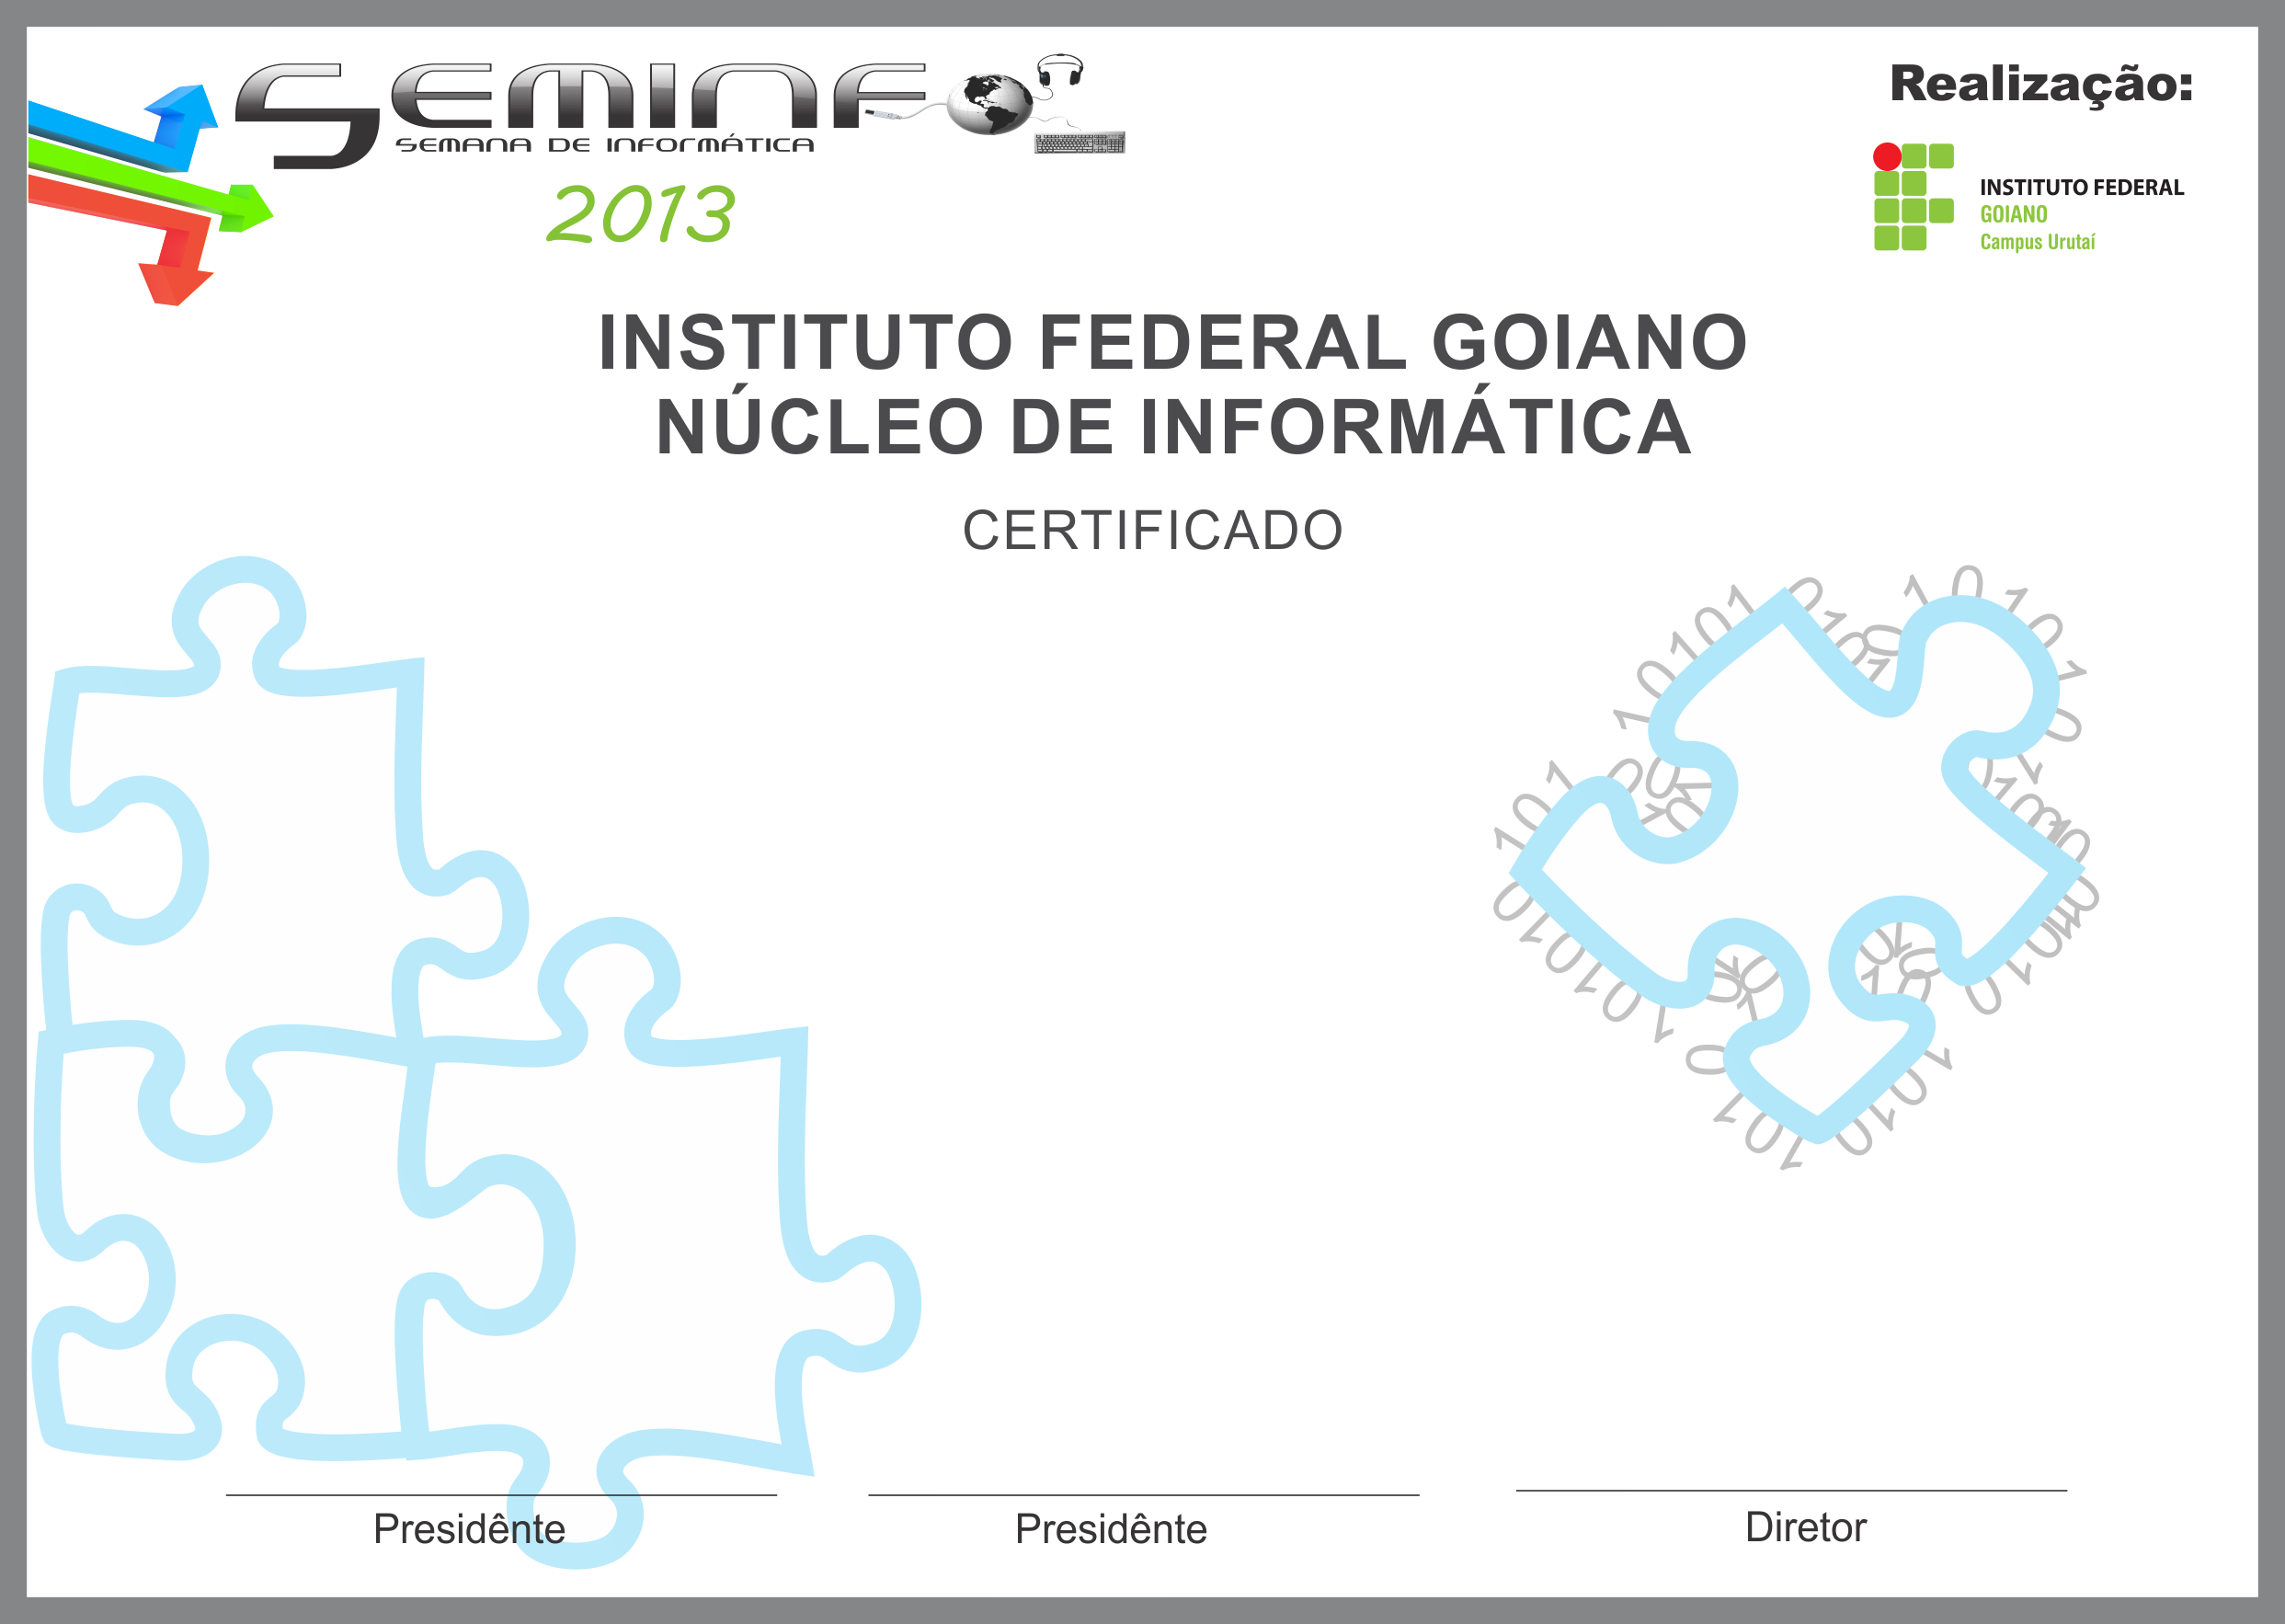 SEMINFO
SEMANA DE INFORMÁTICA
2013
Realização:
INSTITUTO FEDERAL
GOIANO
Campus Urutaí
INSTITUTO FEDERAL GOIANO
NÚCLEO DE INFORMÁTICA
CERTIFICADO
Presidênte
Presidênte
Diretor